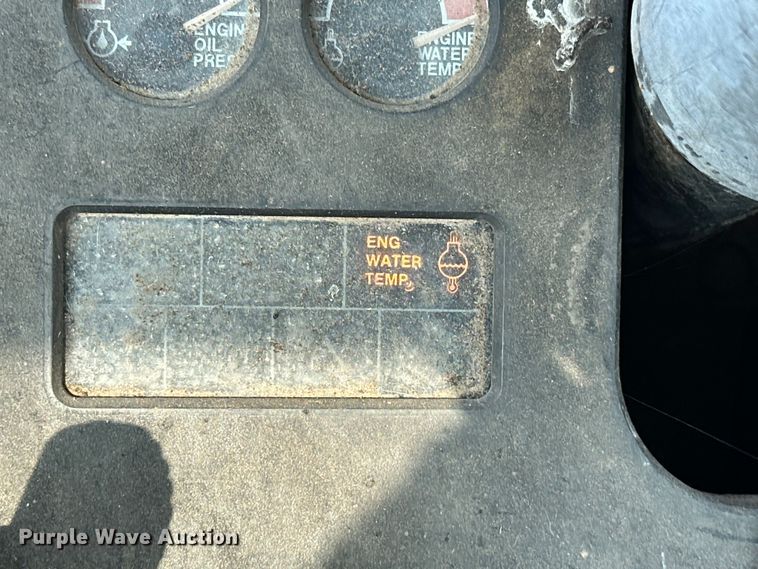 ENGINE
OIL
PRES
ENGINE
WATER
TEMP.
ENG
WATER
TEMP.
Purple Wave Auction